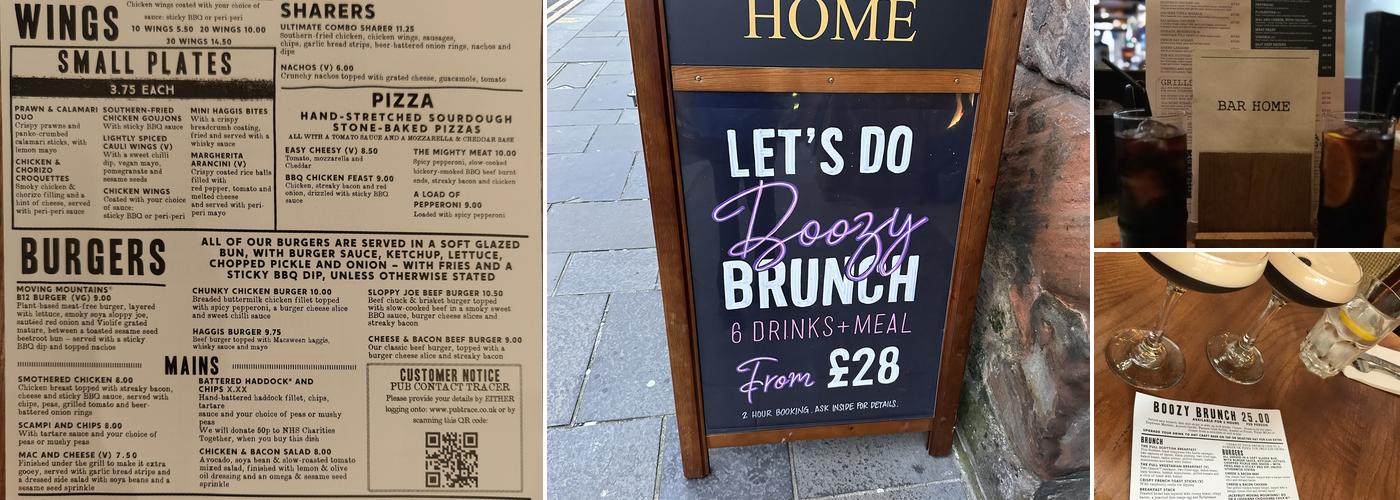 WINGS
Chicken wings coated with your choice of
sauce: sticky BBQ or peri-peri
10 WINGS 5.50 20 WINGS 10.00
30 WINGS 14.50
SMALL PLATES
3.75 EACH
PRAWN & CALAMARI
DUO
Crispy prawns and
panko-crumbed
calamari sticks, with
lemon mayo
CHICKEN &
CHORIZO
CROQUETTES
Smoky chicken &
chorizo filling and a
hint of cheese, served
with peri-peri sauce
SOUTHERN-FRIED
CHICKEN GOUJONS
With sticky BBQ sauce
LIGHTLY SPICED
CAULI WINGS (V)
With a sweet chilli
dip, vegan mayo,
pomegranate and
sesame seeds
CHICKEN WINGS
Coated with your choice
of sauce:
sticky BBQ or peri-peri
MINI HAGGIS BITES
With a crispy
breadcrumb coating,
fried and served with a
whisky sauce
MARGHERITA
ARANCINI (V)
Crispy coated rice balls
filled with
red pepper, tomato and
melted cheese
and served with peri-
peri mayo
SHARERS
ULTIMATE COMBO SHARER 11.25
Southern-fried chicken, chicken wings, sausages,
chips, garlic bread strips, beer-battered onion rings, nachos and
dips
NACHOS (V) 6.00
Crunchy nachos topped with grated cheese, guacamole, tomato
PIZZA
HAND-STRETCHED SOURDOUGH
STONE-BAKED PIZZAS
ALL WITH A TOMATO SAUCE AND A MOZZARELLA & CHEDDAR BASE
EASY CHEESY (V) 8.50
Tomato, mozzarella and
Cheddar
BBQ CHICKEN FEAST 9.00
Chicken, streaky bacon and red
onion, drizzled with sticky BBQ
sauce
THE MIGHTY MEAT 10.00
Spicy pepperoni, slow-cooked
hickory-smoked BBQ beef burnt
ends, streaky bacon and chicken
A LOAD OF
PEPPERONI 9.00
Loaded with spicy pepperoni
BURGERS
ALL OF OUR BURGERS ARE SERVED IN A SOFT GLAZED
BUN, WITH BURGER SAUCE, KETCHUP, LETTUCE,
CHOPPED PICKLE AND ONION – WITH FRIES AND A
STICKY BBQ DIP, UNLESS OTHERWISE STATED
MOVING MOUNTAINS®
B12 BURGER (VG) 9.00
Plant-based meat-free burger, layered
with lettuce, smoky soya sloppy joe,
sautéed red onion and Violife grated
mature, between a toasted sesame seed
beetroot bun – served with a sticky
BBQ dip and topped nachos
CHUNKY CHICKEN BURGER 10.00
Breaded buttermilk chicken fillet topped
with spicy pepperoni, a burger cheese slice
and sweet chilli sauce
HAGGIS BURGER 9.75
Beef burger topped with Macsween haggis,
whisky sauce and mayo
SLOPPY JOE BURGER 10.50
Beef chuck & brisket burger topped
with slow-cooked beef in a smoky sweet
BBQ sauce, burger cheese slices and
streaky bacon
CHEESE & BACON BEEF BURGER 9.00
Our classic beef burger, topped with a
burger cheese slice and streaky bacon
MAINS
SMOTHERED CHICKEN 8.00
Chicken breast topped with streaky bacon,
cheese and sticky BBQ sauce, served with
chips, peas, grilled tomato and beer-
battered onion rings
SCAMPI AND CHIPS 8.00
With tartare sauce and your choice of
peas or mushy peas
MAC AND CHEESE (V) 7.50
Finished under the grill to make it extra
gooey, served with garlic bread strips and
a dressed side salad with soya beans and a
sesame seed sprinkle
BATTERED HADDOCK* AND
CHIPS X.XX
Hand-battered haddock fillet, chips,
tartare
sauce and your choice of peas or mushy
peas
We will donate 50p to NHS Charities
Together, when you buy this dish
CHICKEN & BACON SALAD 8.00
Avocado, soya bean & slow-roasted tomato
mixed salad, finished with lemon & olive
oil dressing and an omega & sesame seed
sprinkle
CUSTOMER NOTICE
PUB CONTACT TRACER
Please provide your details by EITHER
logging onto: www.pubtrace.co.uk or by
scanning this QR code:
HOME
LET'S DO
Boozy
BRUNCH
6 DRINKS+MEAL
From £28
2 HOUR BOOKING. ASK INSIDE FOR DETAILS.
GRILLS
BAR HOME
BOOZY BRUNCH 25.00
AVAILABLE FOR 2 HOURS PER PERSON
BRUNCH
THE FULL SCOTTISH BREAKFAST
THE FULL VEGETARIAN BREAKFAST (V)
CRISPY FRENCH TOAST STICKS (V)
BREAKFAST STACK
BURGERS